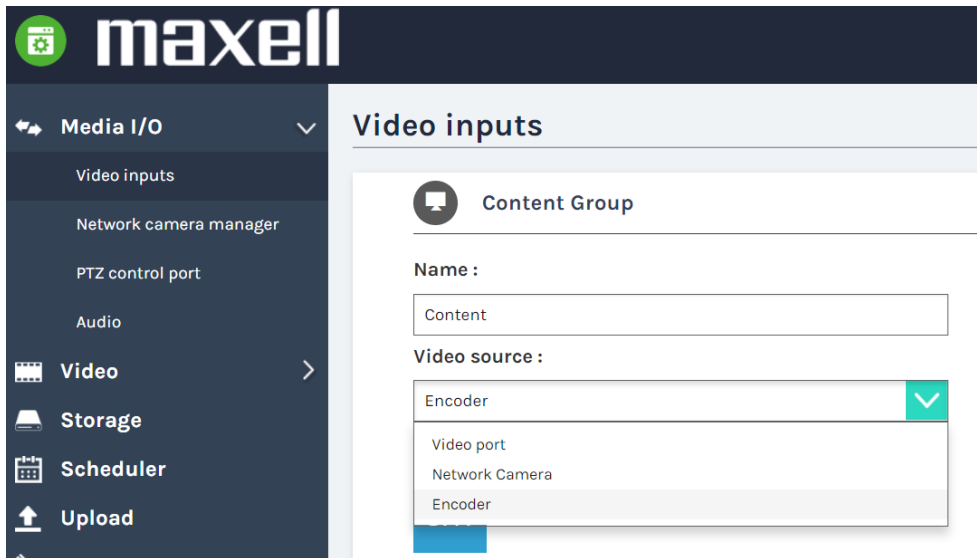 maxell
Media I/O
Video inputs
Network camera manager
PTZ control port
Audio
Video
Storage
Scheduler
Upload
Video inputs
Content Group
Name :
Content
Video source :
Encoder
Video port
Network Camera
Encoder